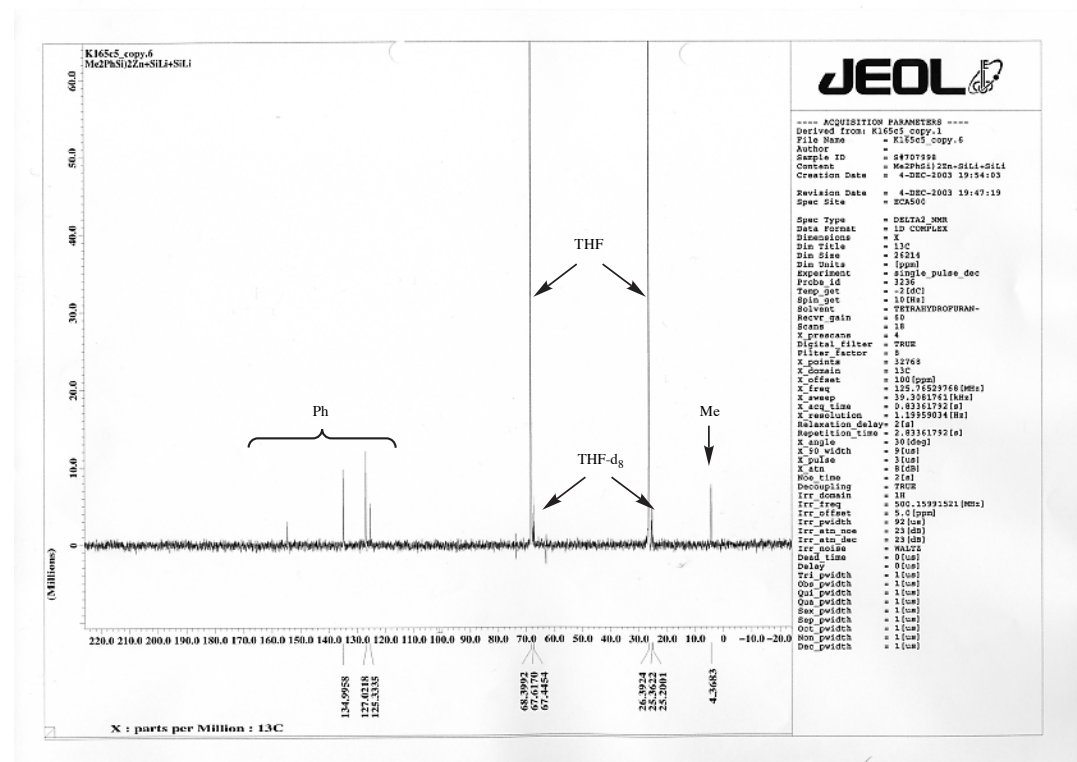 K165c5_copy.6
Me2PhSi)2Zn+SiLi+SiLi
JEOL
---- ACQUISITION PARAMETERS ----
Derived from: K165c5_copy.1
File Name = K165c5_copy.6
Author =
Sample ID = S#707998
Content = Me2PhSi)2Zn+SiLi+SiLi
Creation Date = 4-DEC-2003 19:54:03
Revision Date = 4-DEC-2003 19:47:19
Spec Site = ECA500
Spec Type = DELTA2_NMR
Data Format = 1D COMPLEX
Dimensions = X
Dim Title = 13C
Dim Size = 26214
Dim Units = [ppm]
Experiment = single_pulse_dec
Probe_id = 3236
Temp_get = -2[dC]
Spin_get = 10[Hz]
Solvent = TETRAHYDROFURAN-
Recvr_gain = 60
Scans = 18
X_prescans = 4
Digital_filter = TRUE
Filter_factor = 8
X_points = 32768
X_domain = 13C
X_offset = 100[ppm]
X_freq = 125.76529768[MHz]
X_sweep = 39.3081761[kHz]
X_acq_time = 0.83361792[s]
X_resolution = 1.19959034[Hz]
Relaxation_delay= 2[s]
Repetition_time = 2.83361792[s]
X_angle = 30[deg]
X_90_width = 9[us]
X_pulse = 3[us]
X_atn = 8[dB]
Noe_time = 2[s]
Decoupling = TRUE
Irr_domain = 1H
Irr_freq = 500.15991521[MHz]
Irr_offset = 5.0[ppm]
Irr_pwidth = 92[us]
Irr_atn_noe = 23[dB]
Irr_atn_dec = 23[dB]
Irr_noise = WALTZ
Dead_time = 0[us]
Delay = 0[us]
Tri_pwidth = 1[us]
Obs_pwidth = 1[us]
Qui_pwidth = 1[us]
Qua_pwidth = 1[us]
Sex_pwidth = 1[us]
Sep_pwidth = 1[us]
Oct_pwidth = 1[us]
Non_pwidth = 1[us]
Dec_pwidth = 1[us]
60.0
50.0
40.0
30.0
20.0
10.0
0
(Millions)
THF
Ph
Me
THF-d8
220.0 210.0 200.0 190.0 180.0 170.0 160.0 150.0 140.0 130.0 120.0 110.0 100.0 90.0 80.0 70.0 60.0 50.0 40.0 30.0 20.0 10.0 0 -10.0 -20.0
134.9958
127.0218
125.3335
68.3992
67.6170
67.4454
26.3924
25.3622
25.2001
4.3683
X : parts per Million : 13C